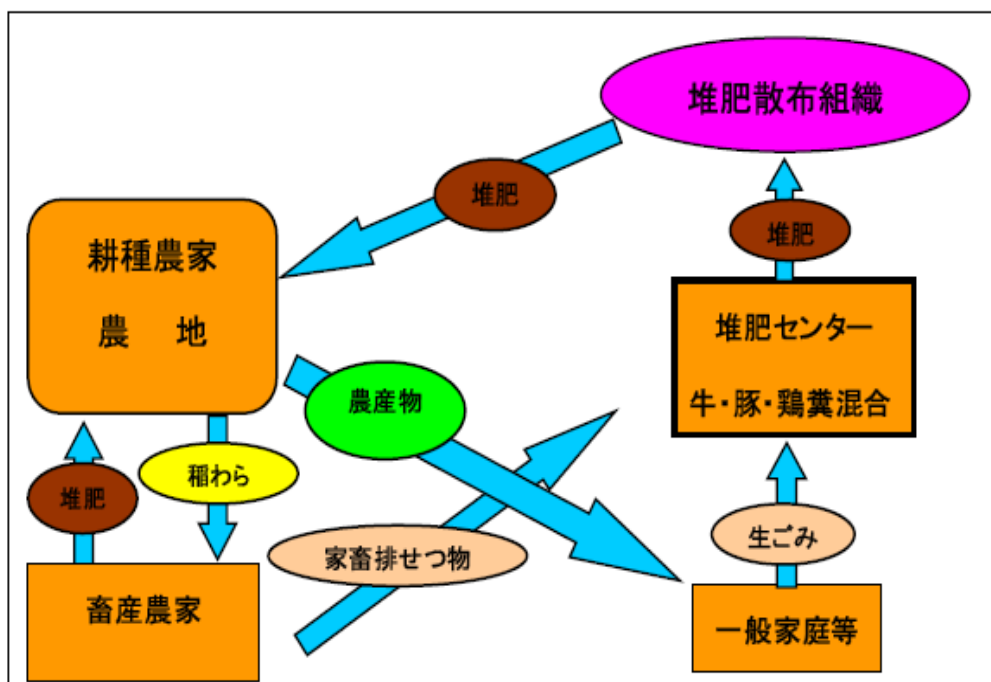 堆肥散布組織
堆肥
堆肥
耕種農家
農 地
堆肥センター
牛・豚・鶏糞混合
農産物
稲わら
堆肥
家畜排せつ物
生ごみ
畜産農家
一般家庭等